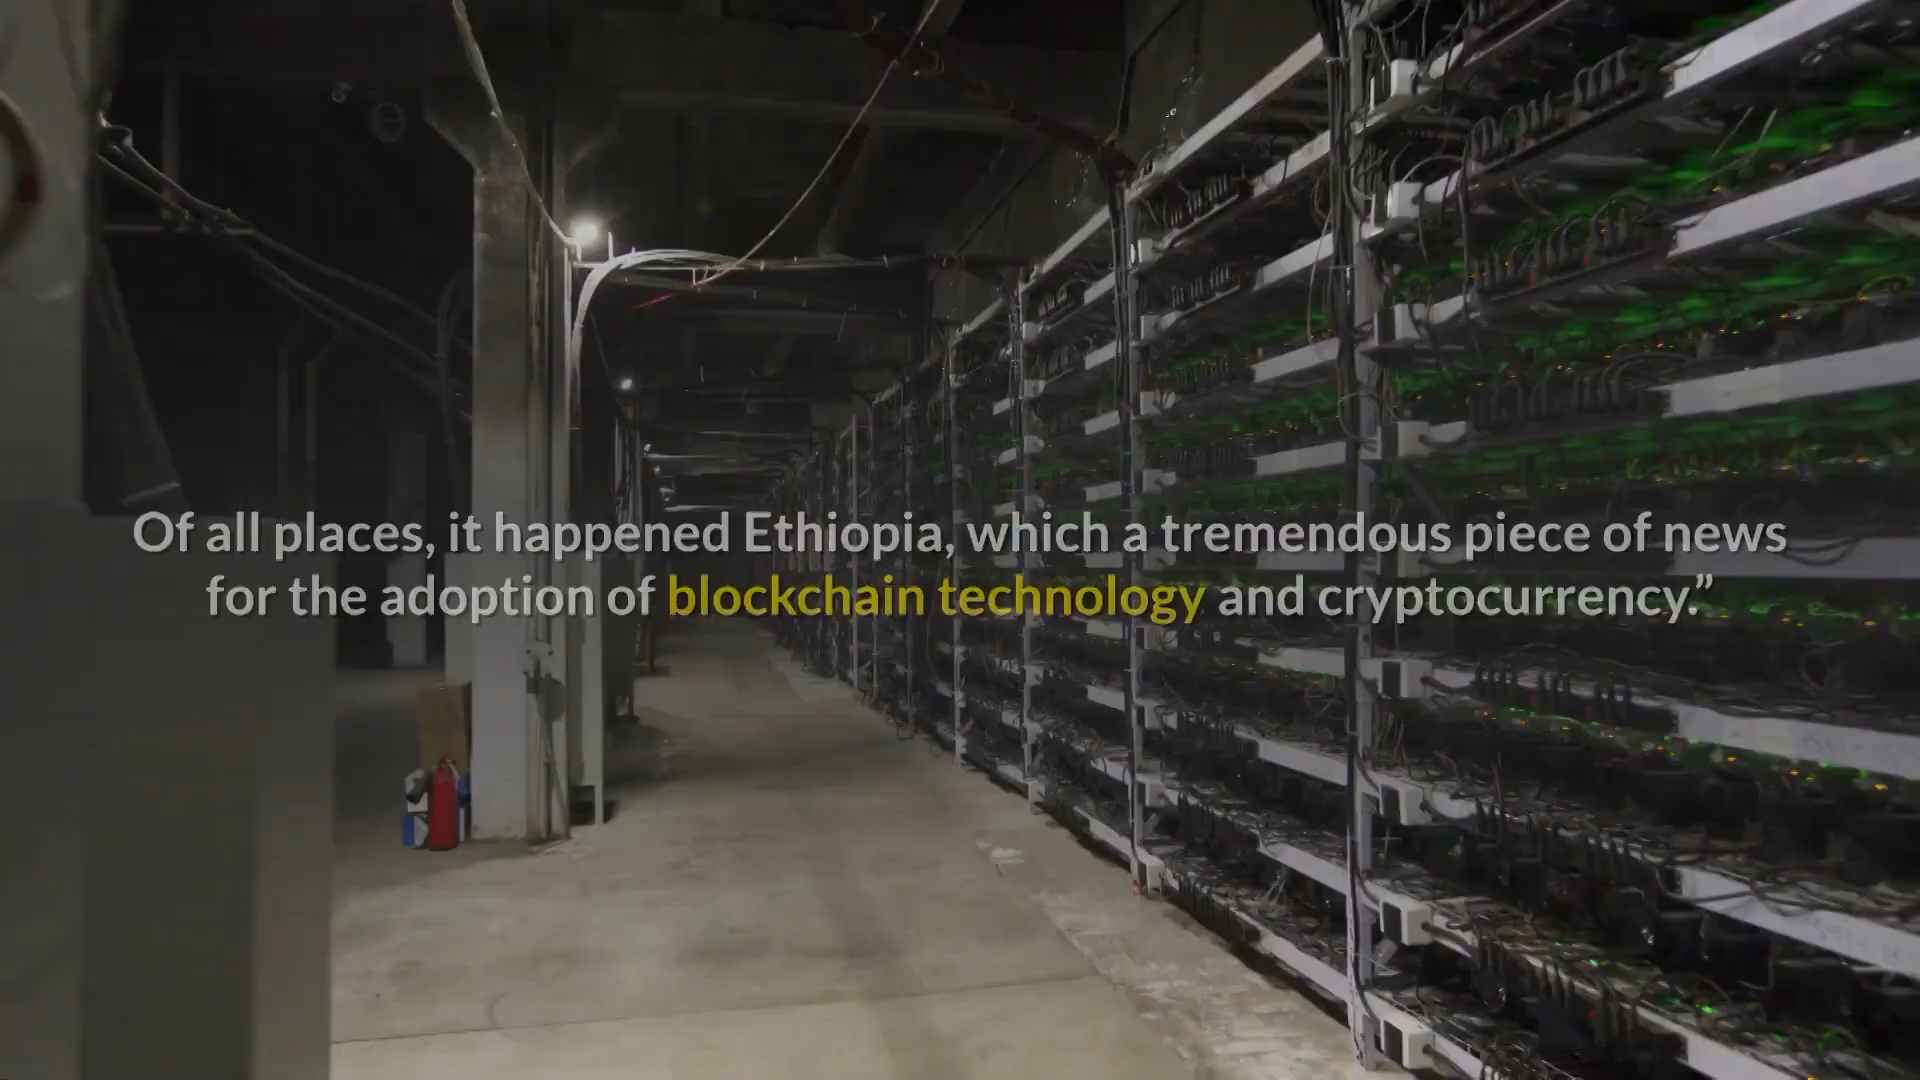 Of all places, it happened Ethiopia, which a tremendous piece of news
for the adoption of blockchain technology and cryptocurrency.”